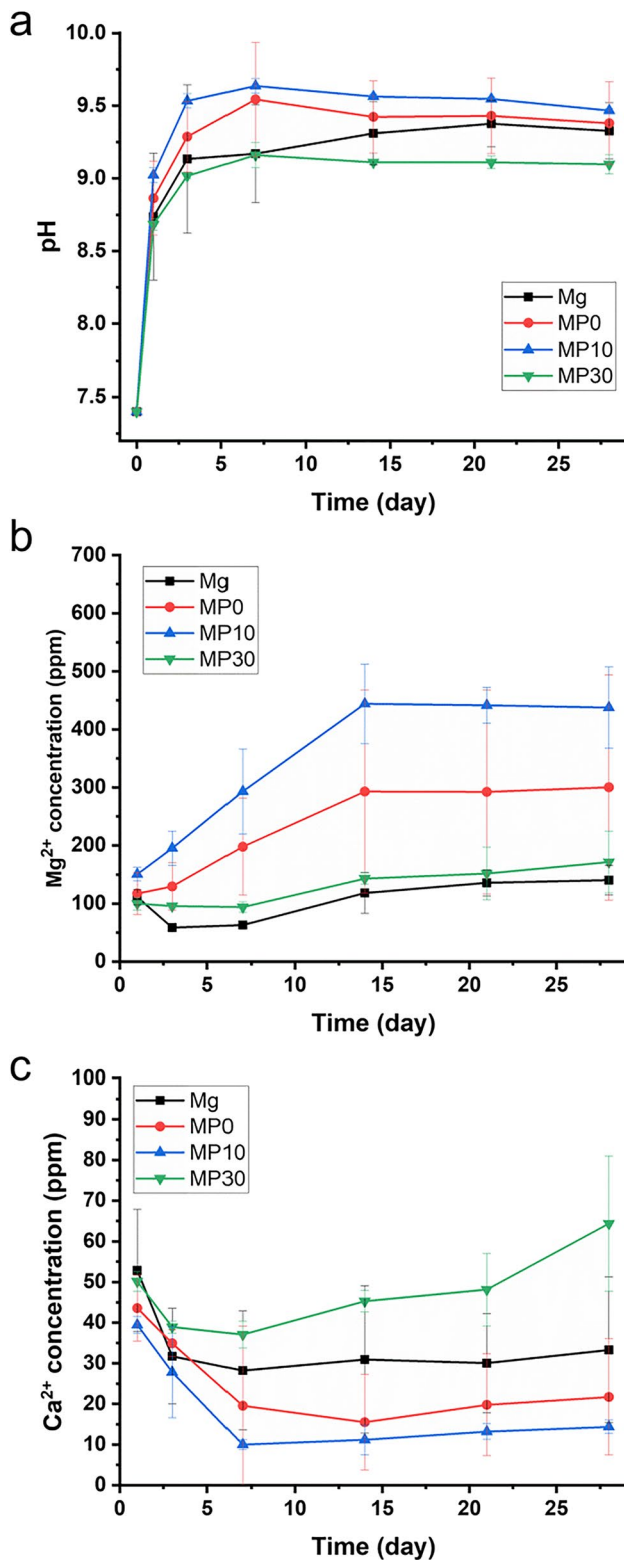 a
10.0
9.5
9.0
8.5
8.0
7.5
pH
Mg
MP0
MP10
MP30
0 5 10 15 20 25
Time (day)
b
700
600
500
400
300
200
100
0
Mg²⁺ concentration (ppm)
Mg
MP0
MP10
MP30
0 5 10 15 20 25
Time (day)
c
100
90
80
70
60
50
40
30
20
10
0
Ca²⁺ concentration (ppm)
Mg
MP0
MP10
MP30
0 5 10 15 20 25
Time (day)